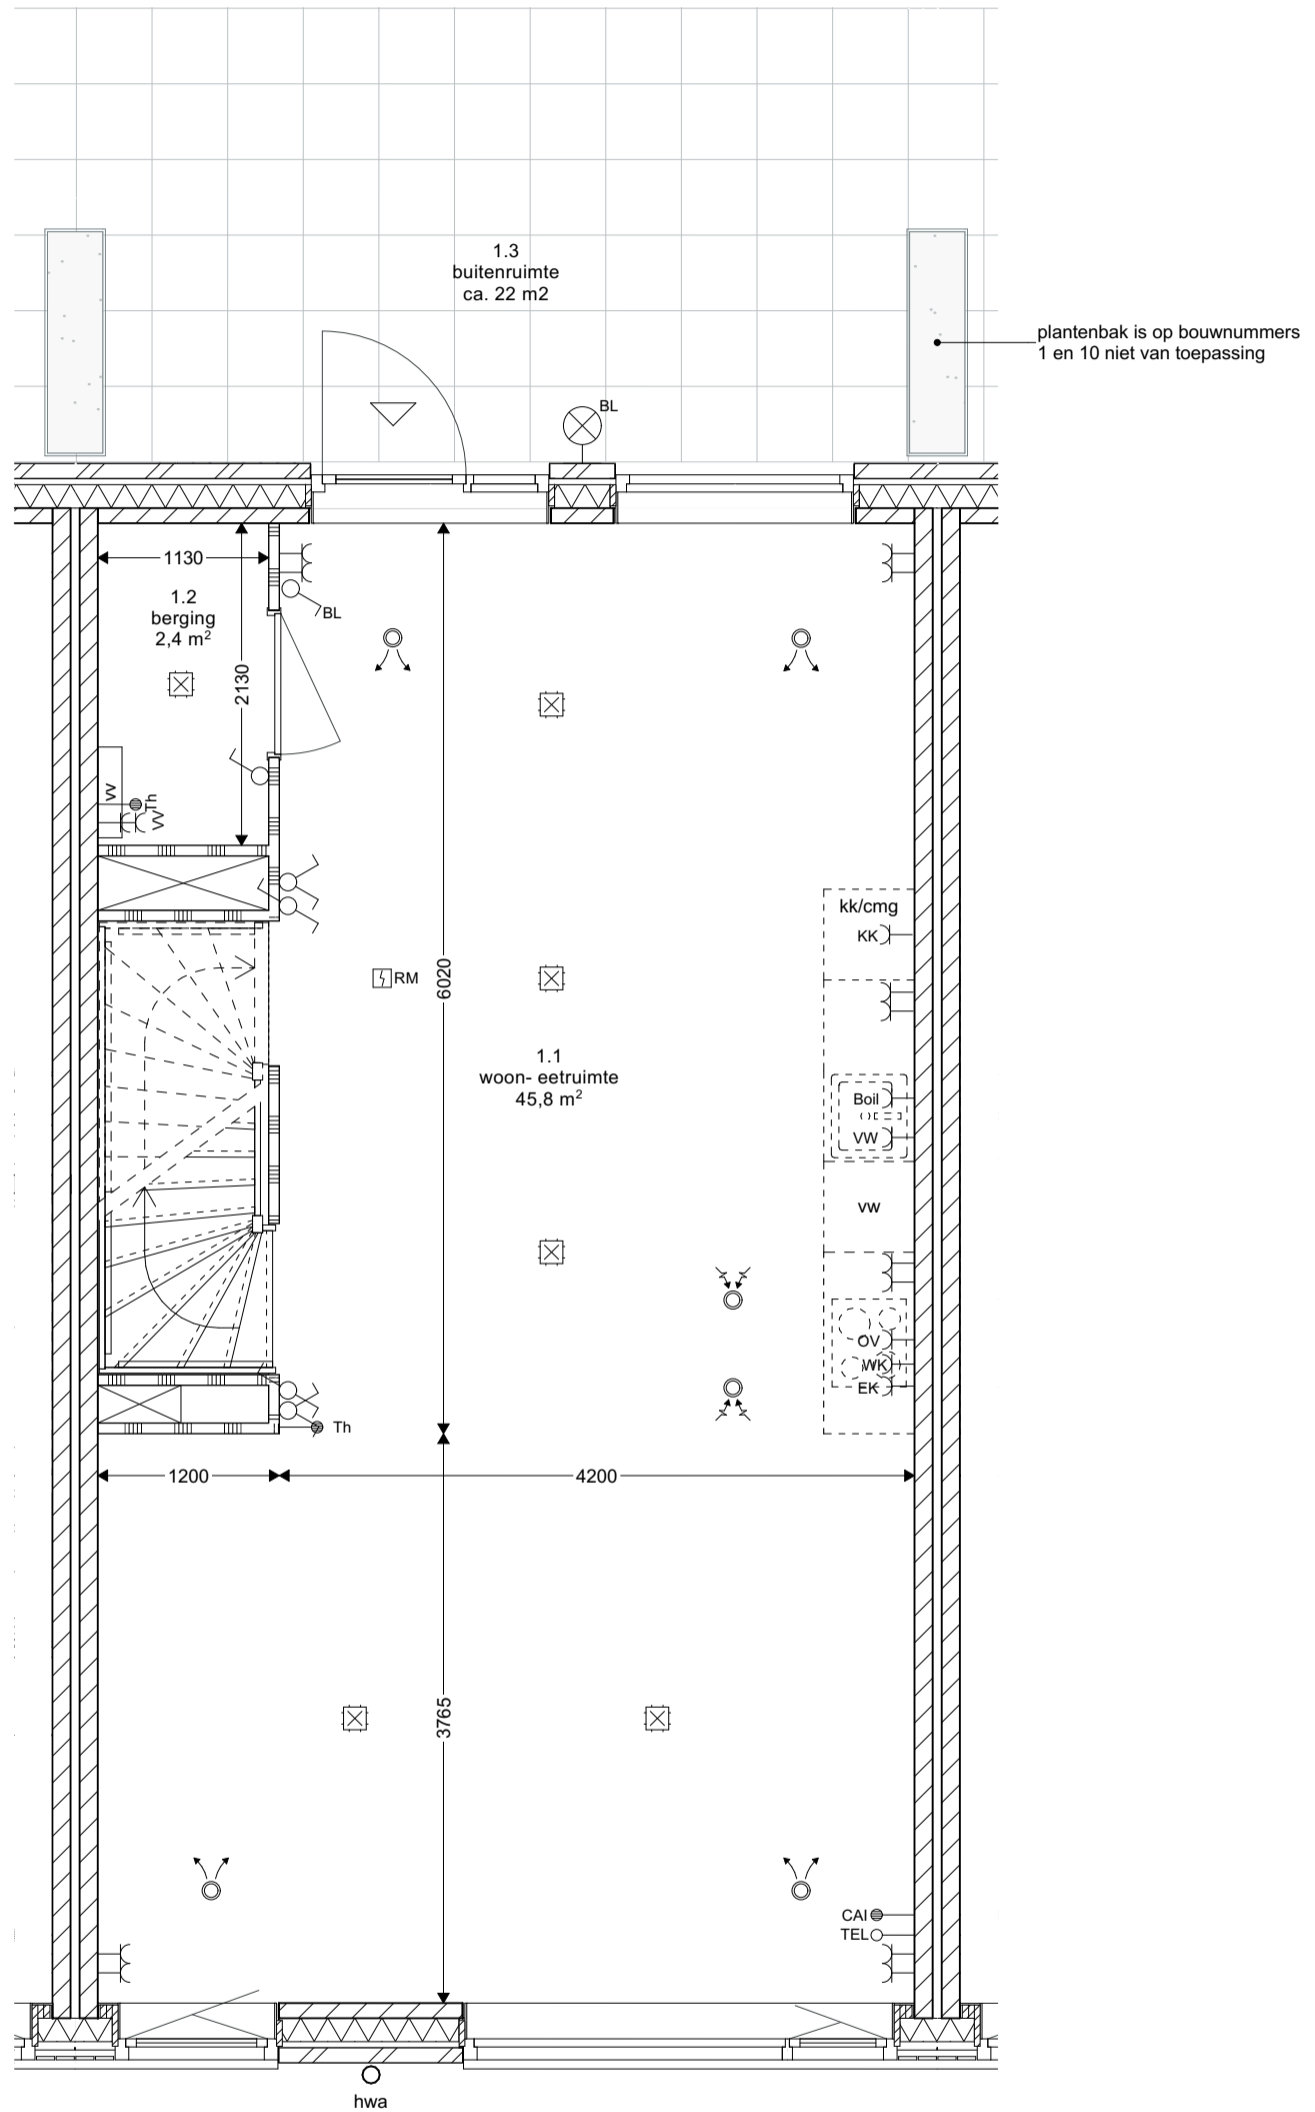 1.3
buitenruimte
ca. 22 m2
plantenbak is op bouwnummers
1 en 10 niet van toepassing
BL
1130
1.2
berging
2,4 m²
BL
2130
VV
Th
VV
kk/cmg
KK
RM
6020
1.1
woon- eetruimte
45,8 m²
Boil
VW
VW
OV
WK
EK
Th
1200
4200
3765
CAI
TEL
hwa